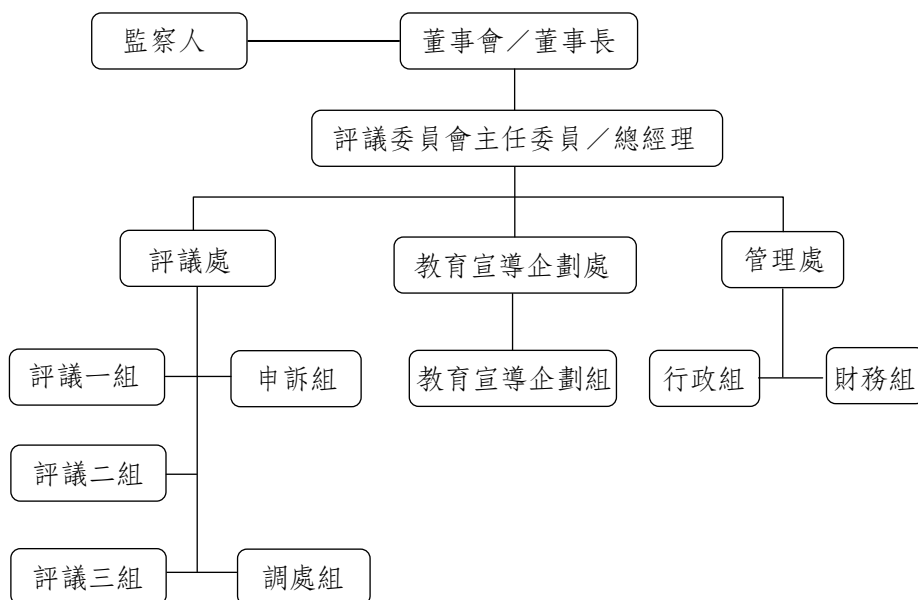 監察人
董事會／董事長
評議委員會主任委員／總經理
評議處
教育宣導企劃處
管理處
評議一組
申訴組
教育宣導企劃組
行政組
財務組
評議二組
評議三組
調處組